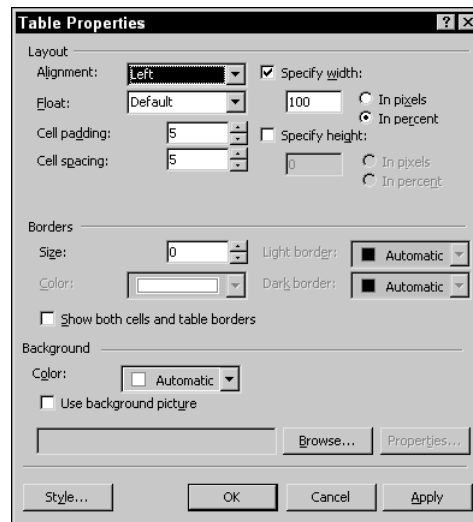 Table Properties
Layout
Alignment: Left
Specify width:
Float: Default
100
In pixels
In percent
Cell padding: 5
Specify height:
Cell spacing: 5
0
In pixels
In percent
Borders
Size: 0
Light border: Automatic
Color:
Dark border: Automatic
Show both cells and table borders
Background
Color: Automatic
Use background picture
Browse... Properties...
Style... OK Cancel Apply